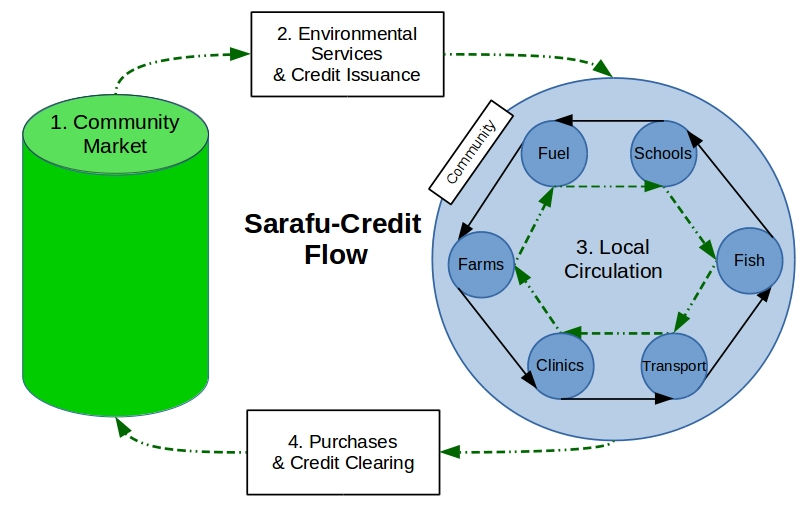 2. Environmental
Services
& Credit Issuance
1. Community
Market
Community
Fuel
Schools
Sarafu-Credit
Flow
3. Local
Circulation
Farms
Fish
Clinics
Transport
4. Purchases
& Credit Clearing